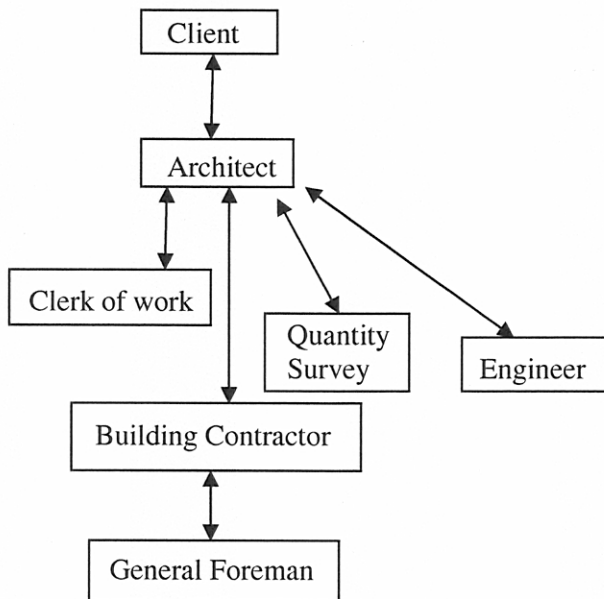 Client
Architect
Clerk of work
Quantity
Survey
Engineer
Building Contractor
General Foreman